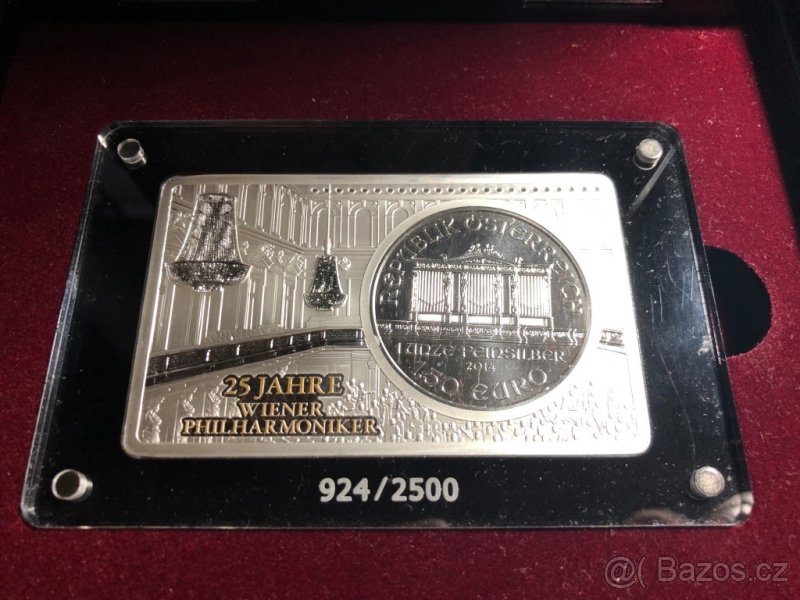 REPUBLIK ÖSTERREICH
1 UNZE FEINSILBER
2014
1,50 EURO
25 JAHRE
WIENER
PHILHARMONIKER
924/2500
@ Bazos.cz